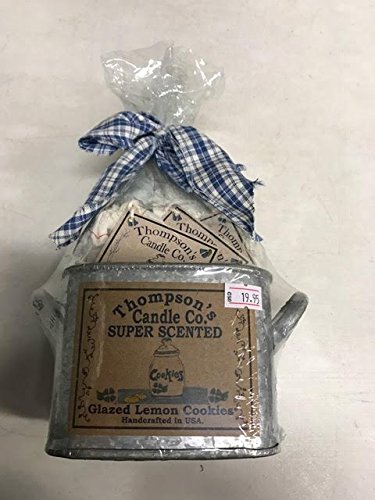 Thompson's
Candle Co.
Thompson's
Candle Co.
SUPER SCENTED
19.95
Cookies
Glazed Lemon Cookies
Handcrafted in USA.